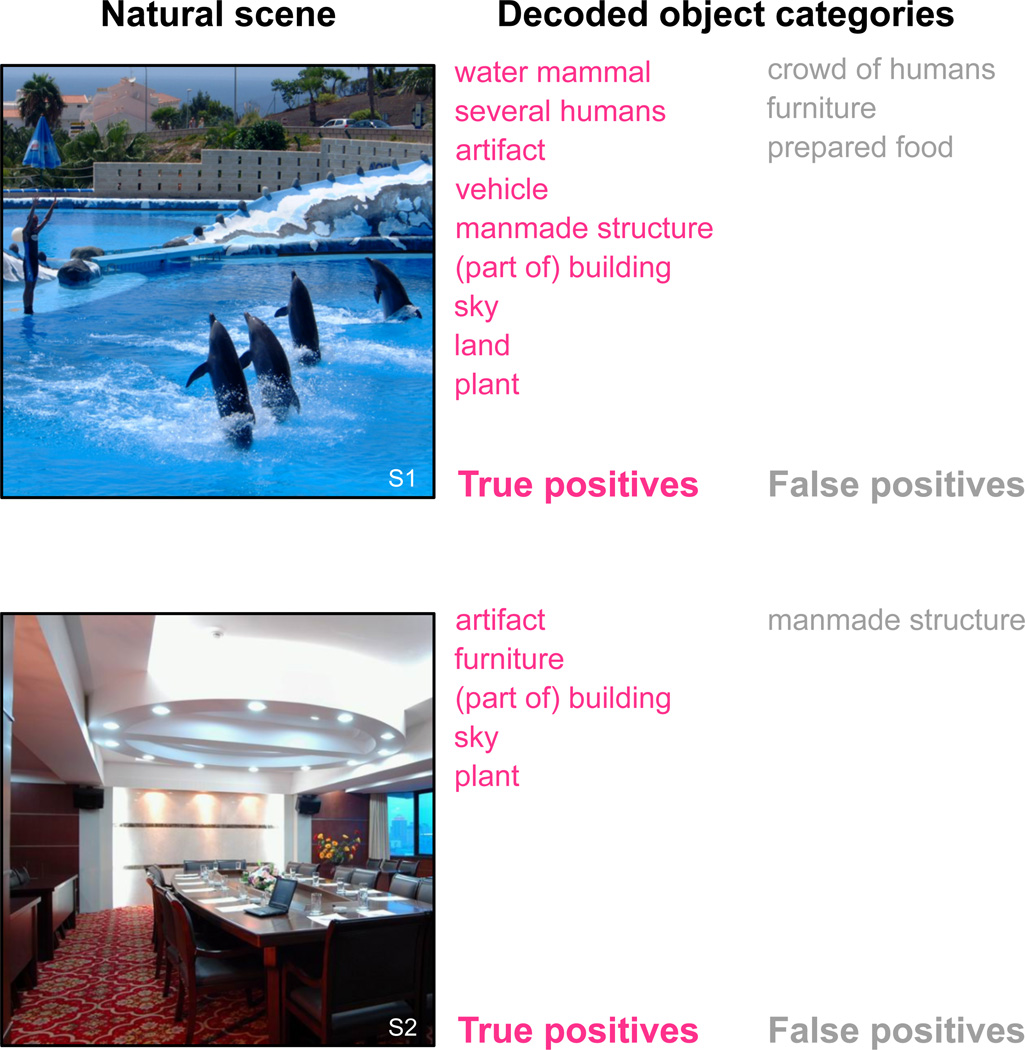 Natural scene
Decoded object categories
water mammal
several humans
artifact
vehicle
manmade structure
(part of) building
sky
land
plant
crowd of humans
furniture
prepared food
S1
True positives
False positives
artifact
furniture
(part of) building
sky
plant
manmade structure
S2
True positives
False positives